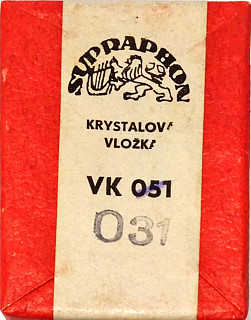 SUPRAPHON
KRYSTALOVÁ
VLOŽKA
VK 051
031